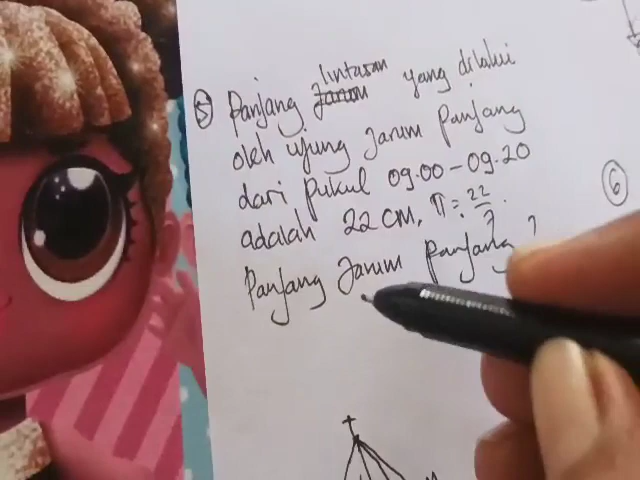 5 Panjang lintasan yang dilalui
oleh ujung Jarum Panjang
dari Pukul 09.00 – 09.20
adalah 22 CM, π = 22/7.
Panjang Jarum panjang?
6